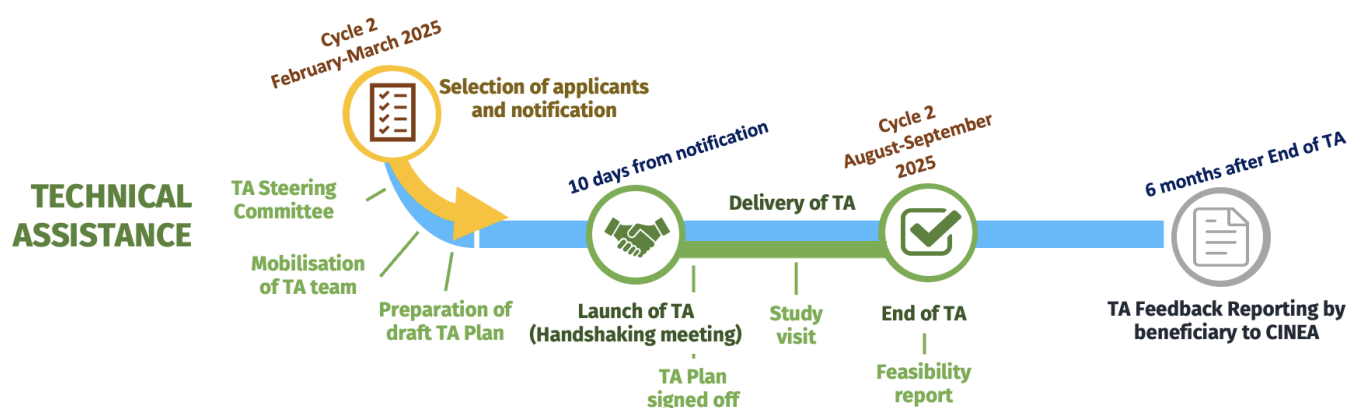 Cycle 2
February-March 2025
Selection of applicants
and notification
TECHNICAL
ASSISTANCE
TA Steering
Committee
Mobilisation
of TA team
Preparation of
draft TA Plan
10 days from notification
Launch of TA
(Handshaking meeting)
TA Plan
signed off
Delivery of TA
Study
visit
Cycle 2
August-September
2025
End of TA
Feasibility
report
6 months after End of TA
TA Feedback Reporting by
beneficiary to CINEA